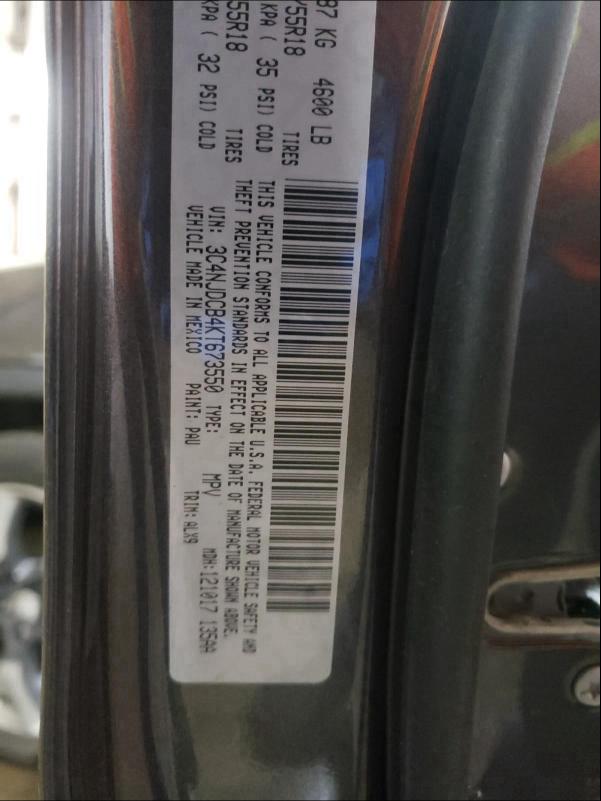 87 KG 4600 LB
55R18 TIRES
KPA ( 35 PSI) COLD
55R18 TIRES
KPA ( 32 PSI) COLD
THIS VEHICLE CONFORMS TO ALL APPLICABLE U.S.A. FEDERAL MOTOR VEHICLE SAFETY AND
THEFT PREVENTION STANDARDS IN EFFECT ON THE DATE OF MANUFACTURE SHOWN ABOVE.
VIN: 3C4NJDCB4KT673550 TYPE: MPV
VEHICLE MADE IN MEXICO PAINT: PAU TRIM: ALX9 MDH:121017 135AA